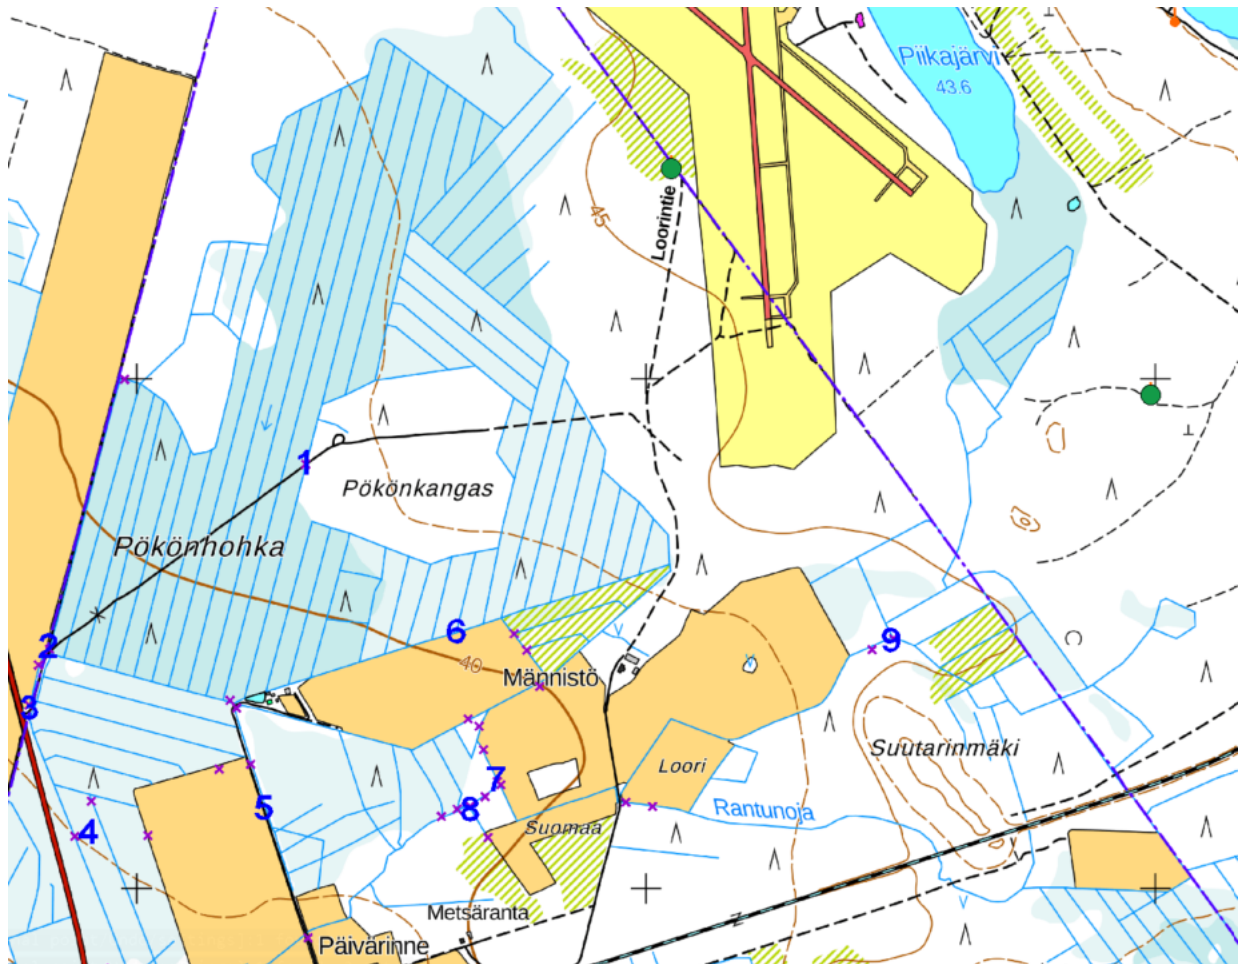 Piikajärvi
43.6
Loorintie
45
1
Pökönkangas
Pökönhohka
2
6
9
40
Männistö
3
Suutarinmäki
Loori
7
5
8
Rantunoja
4
Suomaa
Metsäranta
Päivärinne